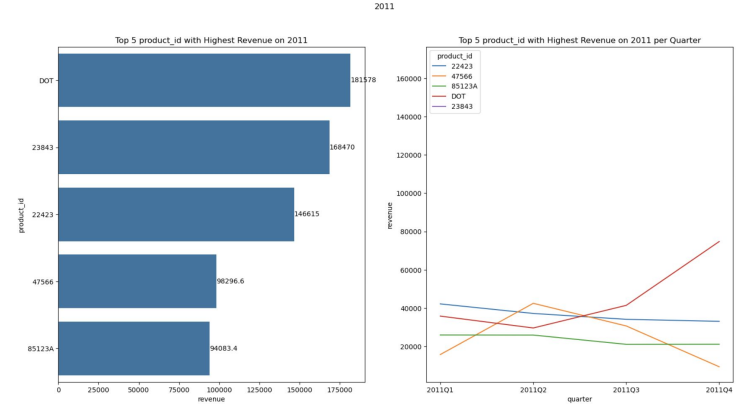 2011
Top 5 product_id with Highest Revenue on 2011
DOT
23843
22423
47566
85123A
product_id
181578
168470
146615
98296.6
94083.4
0
25000
50000
75000
100000
125000
150000
175000
revenue
Top 5 product_id with Highest Revenue on 2011 per Quarter
product_id
22423
47566
85123A
DOT
23843
160000
140000
120000
100000
80000
60000
40000
20000
revenue
2011Q1
2011Q2
2011Q3
2011Q4
quarter